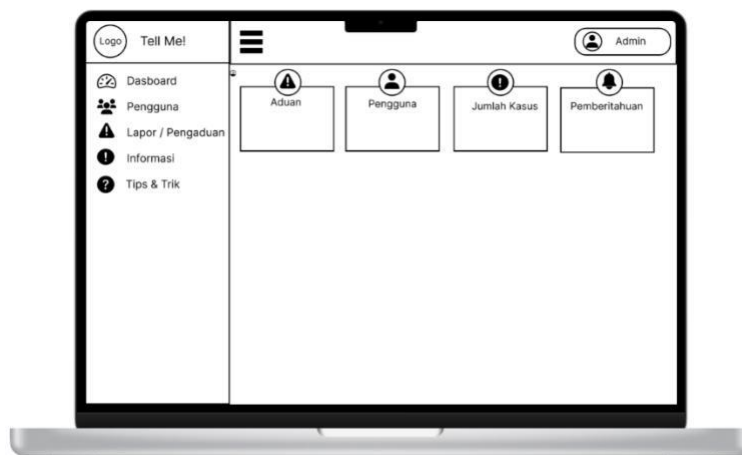 Logo
Tell Me!
Admin
Dasboard
Pengguna
Lapor / Pengaduan
Informasi
Tips & Trik
Aduan
Pengguna
Jumlah Kasus
Pemberitahuan